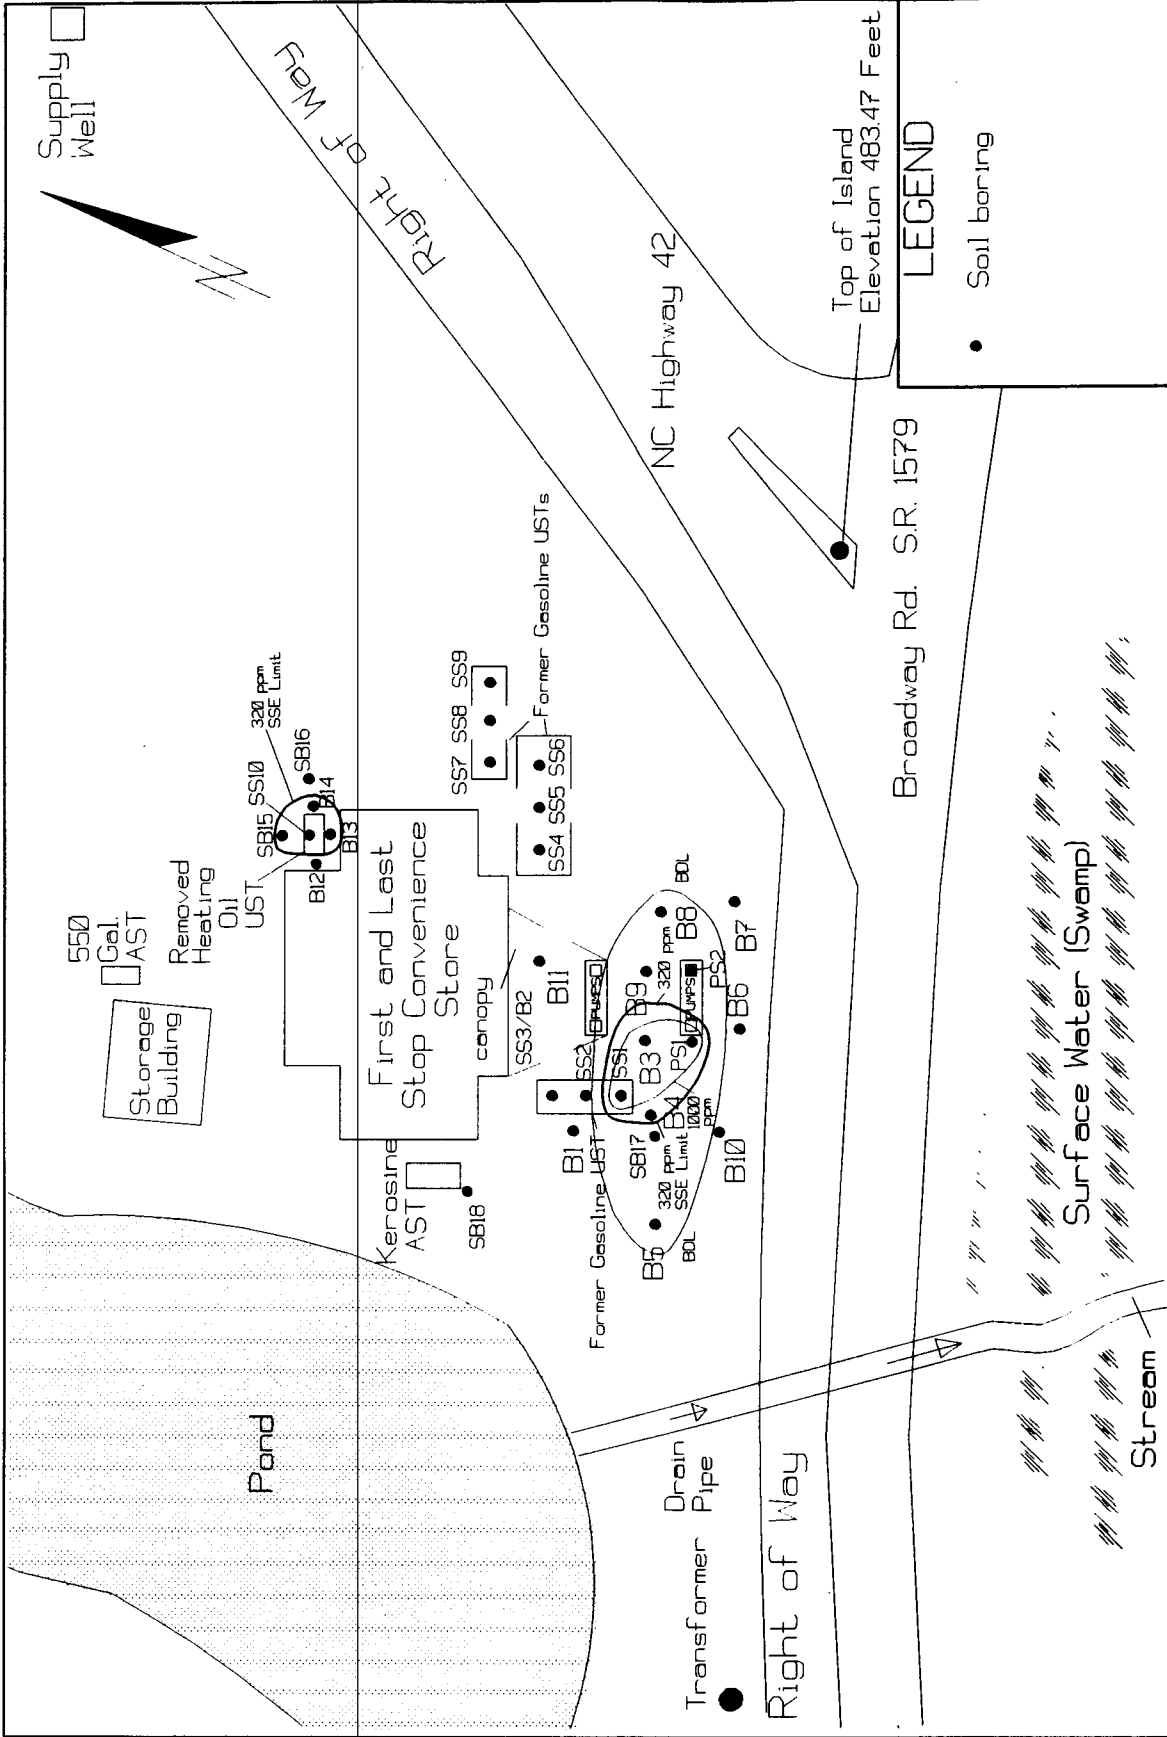 Supply
Well
Right of Way
550
Gal.
AST
Storage
Building
Removed
Heating
Oil
UST
SB15
SS10
320 ppm
SSE Limit
SB16
B14
B13
B12
First and Last
Stop Convenience
Store
canopy
Kerosine
AST
SB18
Pond
SS7 SS8 SS9
SS4 SS5 SS6
Former Gasoline USTs
NC Highway 42
Top of Island
Elevation 483.47 Feet
LEGEND
Soil boring
Broadway Rd. S.R. 1579
SS3/B2
B11
B1
SS2
SS1
PUMPS
B9
320 ppm
B8
BDL
B7
PUMPS
PS2
B6
B3
PS1
B4
1000
ppm
SB17
320 ppm
SSE Limit
B10
B5
BDL
Former Gasoline UST
Drain
Pipe
Transformer
Right of Way
Surface Water (Swamp)
Stream